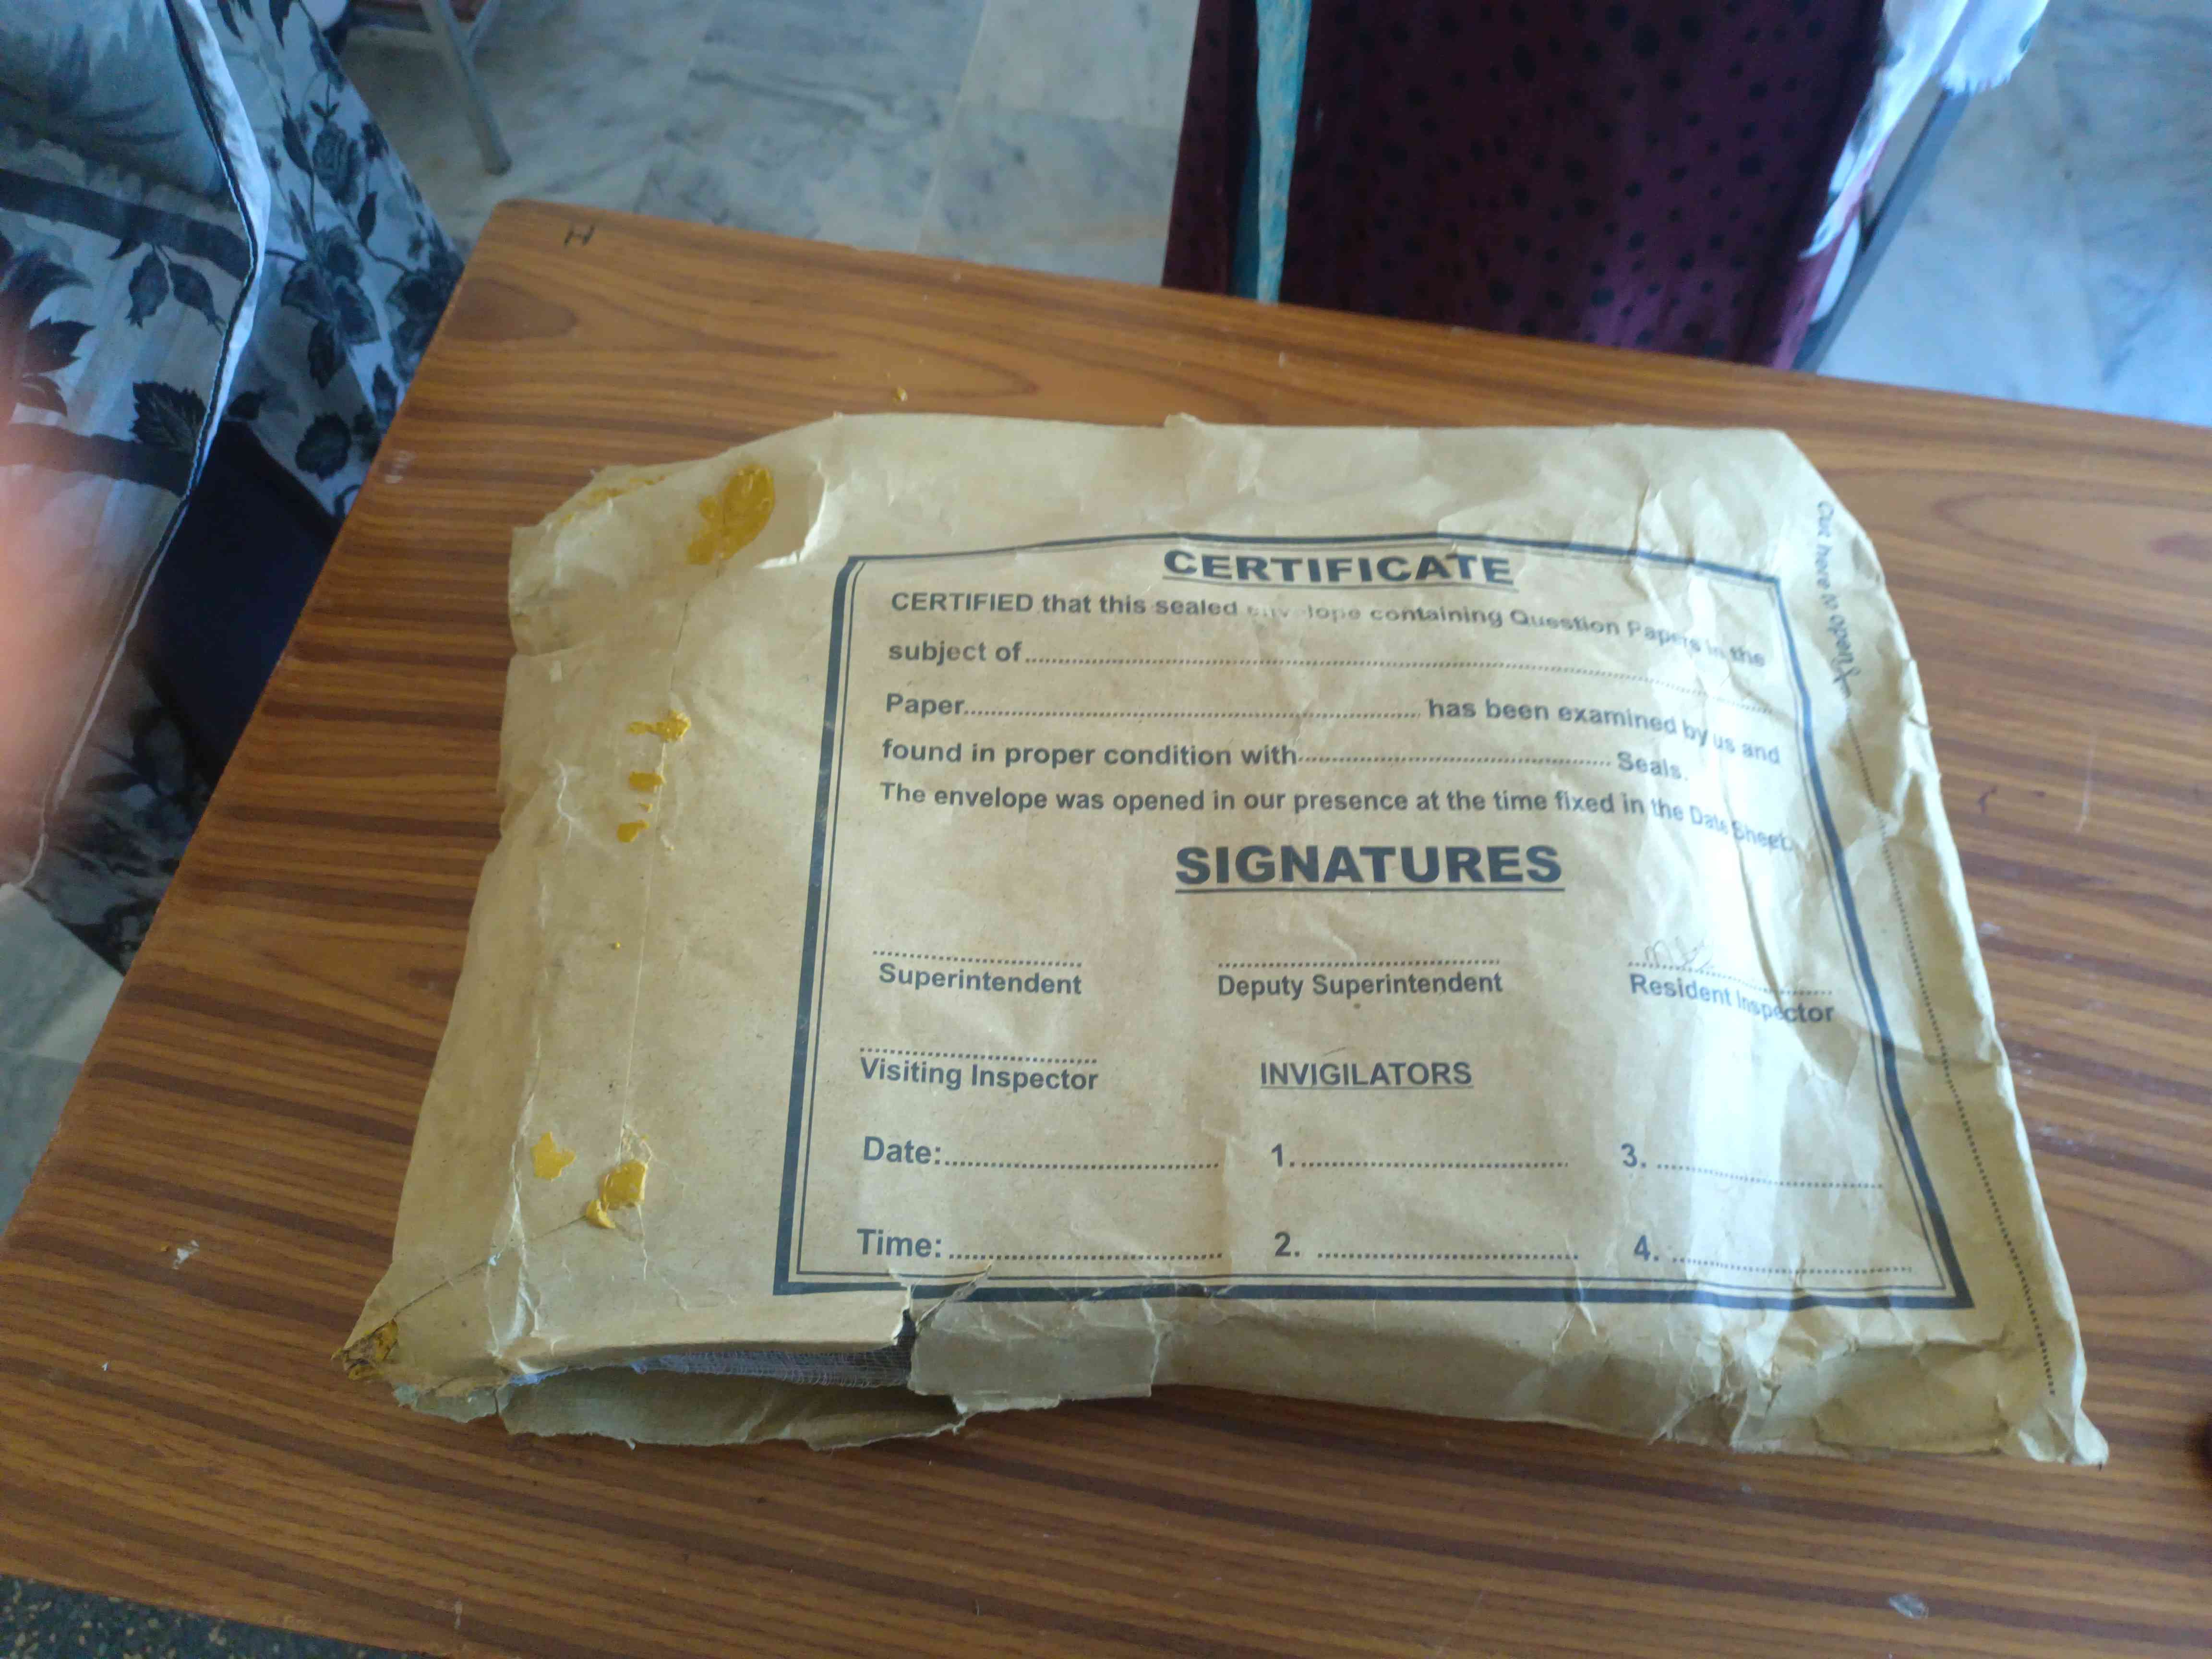 H
CERTIFICATE
CERTIFIED that this sealed envelope containing Question Papers in the
subject of
Paper has been examined by us and
found in proper condition with Seals.
The envelope was opened in our presence at the time fixed in the Date Sheet.
SIGNATURES
Superintendent Deputy Superintendent Resident Inspector
Visiting Inspector INVIGILATORS
Date: 1. 3.
Time: 2. 4.
Cut here to open